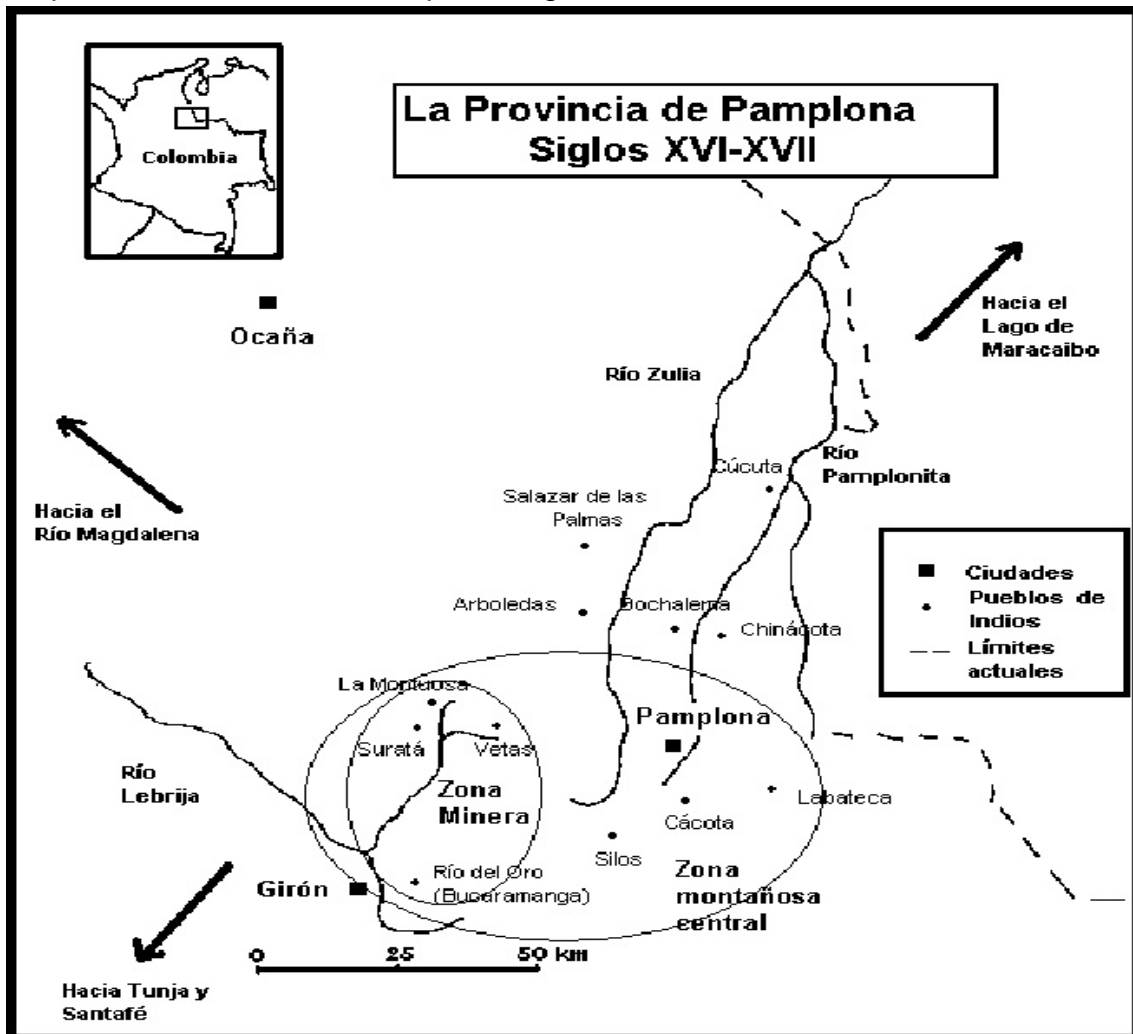 La Provincia de Pamplona
Siglos XVI-XVII
Colombia
Ocaña
Hacia el
Lago de
Maracaibo
Río Zulia
Río
Pamplonita
Cúcuta
Salazar de las
Palmas
Hacia el
Río Magdalena
Ciudades
Pueblos de
Indios
Límites
actuales
Arboledas
Bochalema
Chinácota
La Montuosa
Pamplona
Suratá
Vetas
Río
Lebrija
Zona
Minera
Labateca
Cácota
Silos
Girón
Río del Oro
(Bucaramanga)
Zona
montañosa
central
0 25 50 km
Hacia Tunja y
Santafé